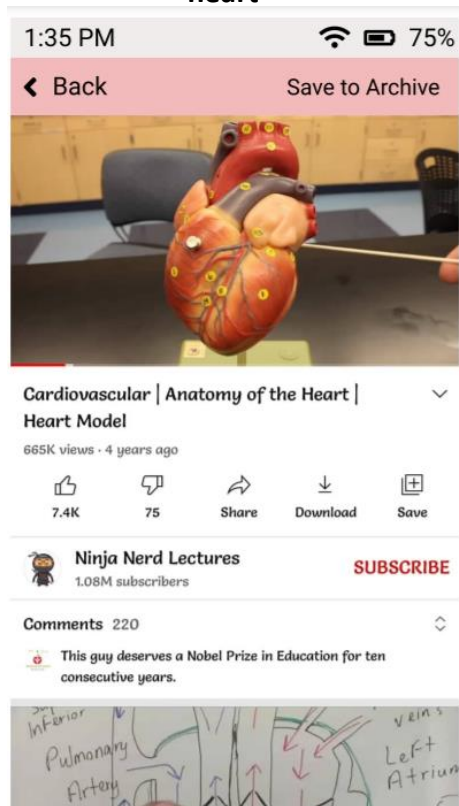 heart
1:35 PM 75%
Back Save to Archive
Cardiovascular | Anatomy of the Heart |
Heart Model
665K views · 4 years ago
7.4K 75 Share Download Save
Ninja Nerd Lectures SUBSCRIBE
1.08M subscribers
Comments 220
This guy deserves a Nobel Prize in Education for ten
consecutive years.
Inferior
Pulmonary
Artery
veins
Left
Atrium